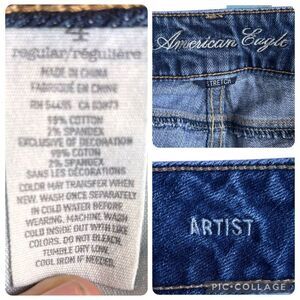 4
regular/régulière
MADE IN CHINA
FABRIQUÉ EN CHINE
RN 54485 CA 03873
98% COTTON
2% SPANDEX
EXCLUSIVE OF DECORATION
98% COTON
2% SPANDEX
SANS LES DÉCORATIONS
COLOR MAY TRANSFER WHEN
NEW. WASH ONCE SEPARATELY
IN COLD WATER BEFORE
WEARING. MACHINE WASH
COLD INSIDE OUT WITH LIKE
COLORS. DO NOT BLEACH.
TUMBLE DRY LOW.
COOL IRON IF NEEDED.
American Eagle
STRETCH
ARTIST
PIC•COLLAGE